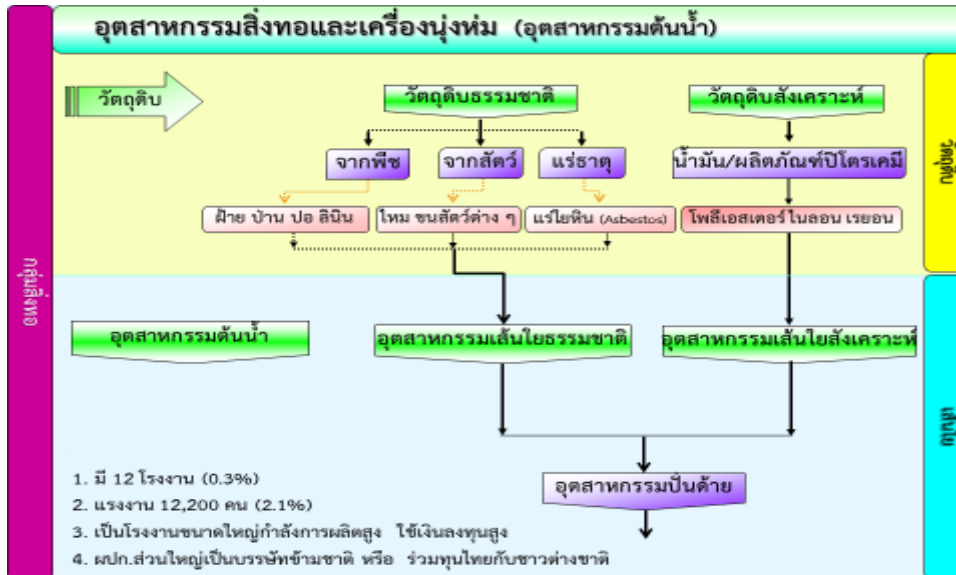 อุตสาหกรรมสิ่งทอและเครื่องนุ่งห่ม (อุตสาหกรรมต้นน้ำ)
วัตถุดิบ
วัตถุดิบธรรมชาติ
วัตถุดิบสังเคราะห์
จากพืช
จากสัตว์
แร่ธาตุ
น้ำมัน/ผลิตภัณฑ์ปิโตรเคมี
ฝ้าย ป่าน ปอ ลินิน
ไหม ขนสัตว์ต่าง ๆ
แร่ใยหิน (Asbestos)
โพลีเอสเตอร์ ไนลอน เรยอน
วัตถุดิบ
กลุ่มสิ่งทอ
อุตสาหกรรมต้นน้ำ
อุตสาหกรรมเส้นใยธรรมชาติ
อุตสาหกรรมเส้นใยสังเคราะห์
เส้นใย
อุตสาหกรรมปั่นด้าย
1. มี 12 โรงงาน (0.3%)
2. แรงงาน 12,200 คน (2.1%)
3. เป็นโรงงานขนาดใหญ่กำลังการผลิตสูง ใช้เงินลงทุนสูง
4. ผปก.ส่วนใหญ่เป็นบรรษัทข้ามชาติ หรือ ร่วมทุนไทยกับชาวต่างชาติ